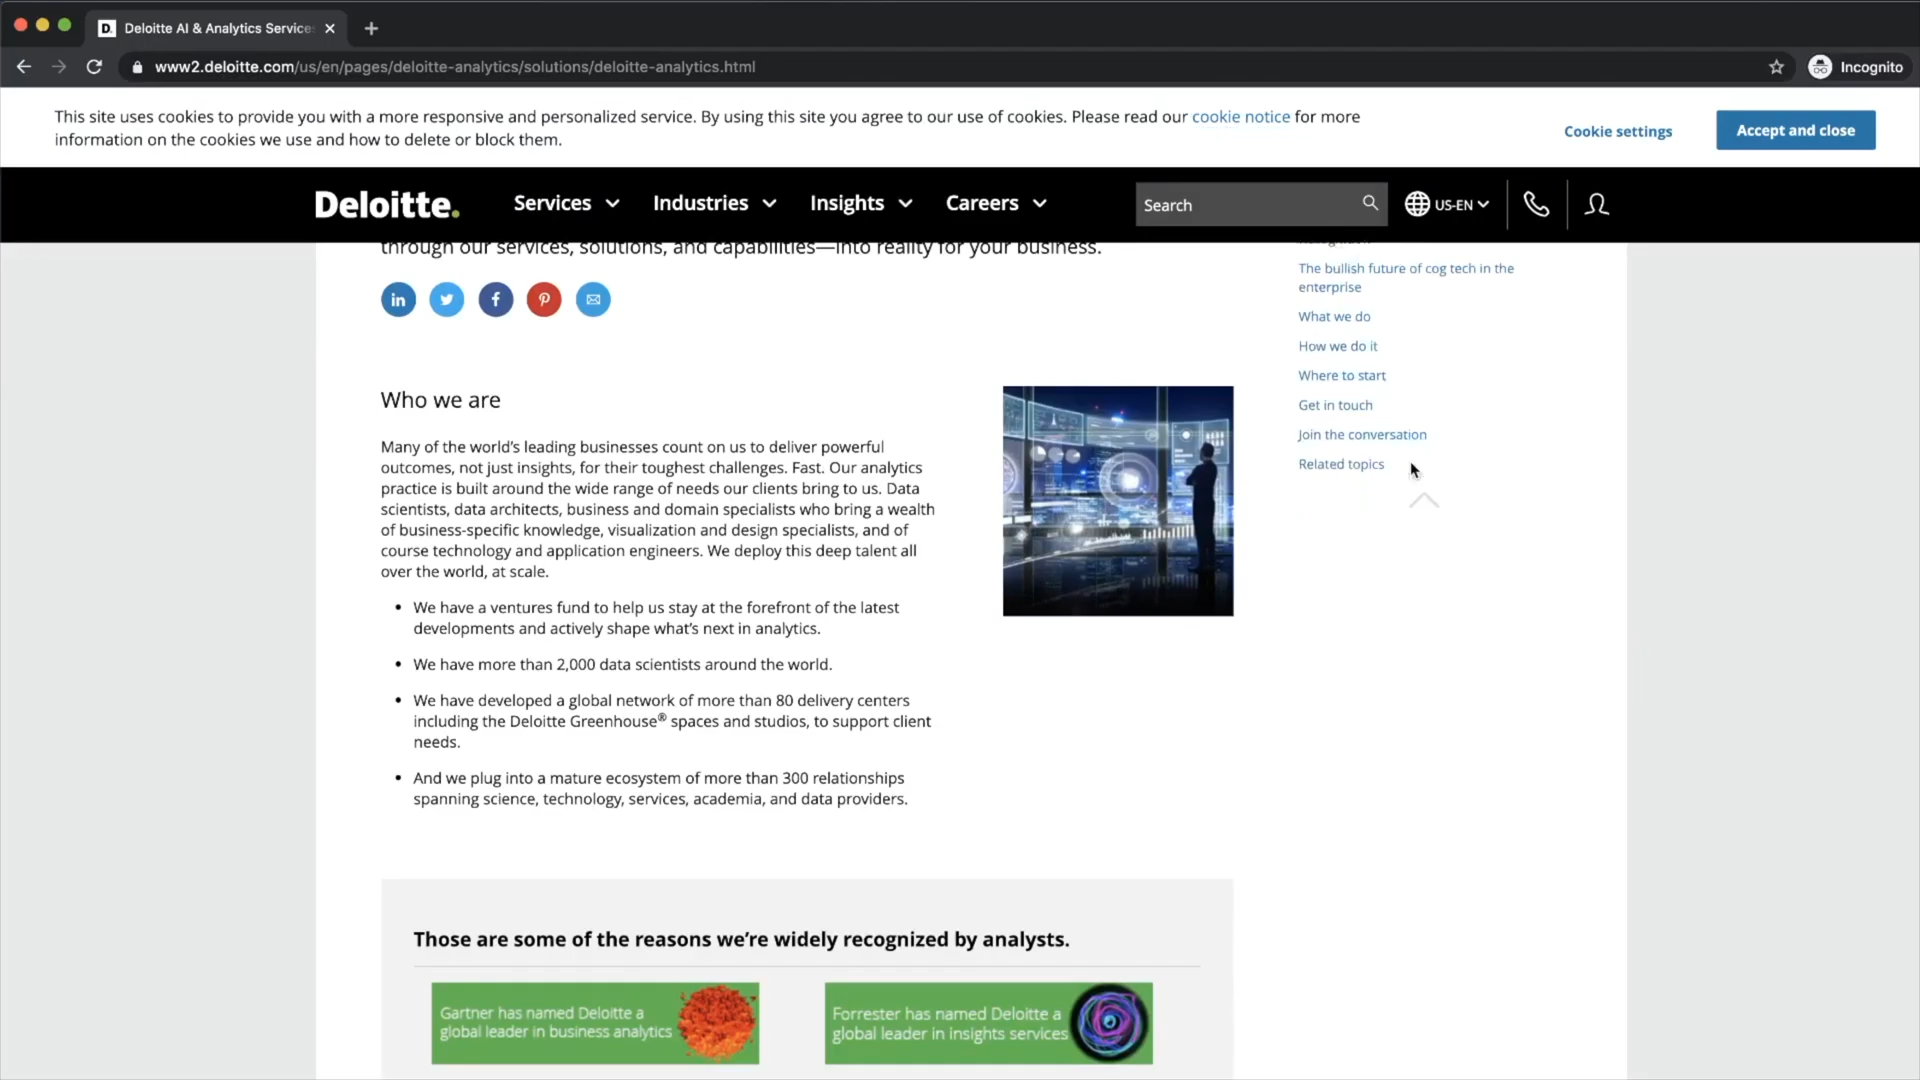 D. Deloitte AI & Analytics Service
www2.deloitte.com/us/en/pages/deloitte-analytics/solutions/deloitte-analytics.html
Incognito
This site uses cookies to provide you with a more responsive and personalized service. By using this site you agree to our use of cookies. Please read our cookie notice for more
information on the cookies we use and how to delete or block them.
Cookie settings
Accept and close
Deloitte.
Services
Industries
Insights
Careers
Search
US-EN
through our services, solutions, and capabilities—into reality for your business.
in
f
Who we are
Many of the world's leading businesses count on us to deliver powerful
outcomes, not just insights, for their toughest challenges. Fast. Our analytics
practice is built around the wide range of needs our clients bring to us. Data
scientists, data architects, business and domain specialists who bring a wealth
of business-specific knowledge, visualization and design specialists, and of
course technology and application engineers. We deploy this deep talent all
over the world, at scale.
• We have a ventures fund to help us stay at the forefront of the latest
developments and actively shape what's next in analytics.
• We have more than 2,000 data scientists around the world.
• We have developed a global network of more than 80 delivery centers
including the Deloitte Greenhouse® spaces and studios, to support client
needs.
• And we plug into a mature ecosystem of more than 300 relationships
spanning science, technology, services, academia, and data providers.
The bullish future of cog tech in the
enterprise
What we do
How we do it
Where to start
Get in touch
Join the conversation
Related topics
Those are some of the reasons we're widely recognized by analysts.
Gartner has named Deloitte a
global leader in business analytics
Forrester has named Deloitte a
global leader in insights services